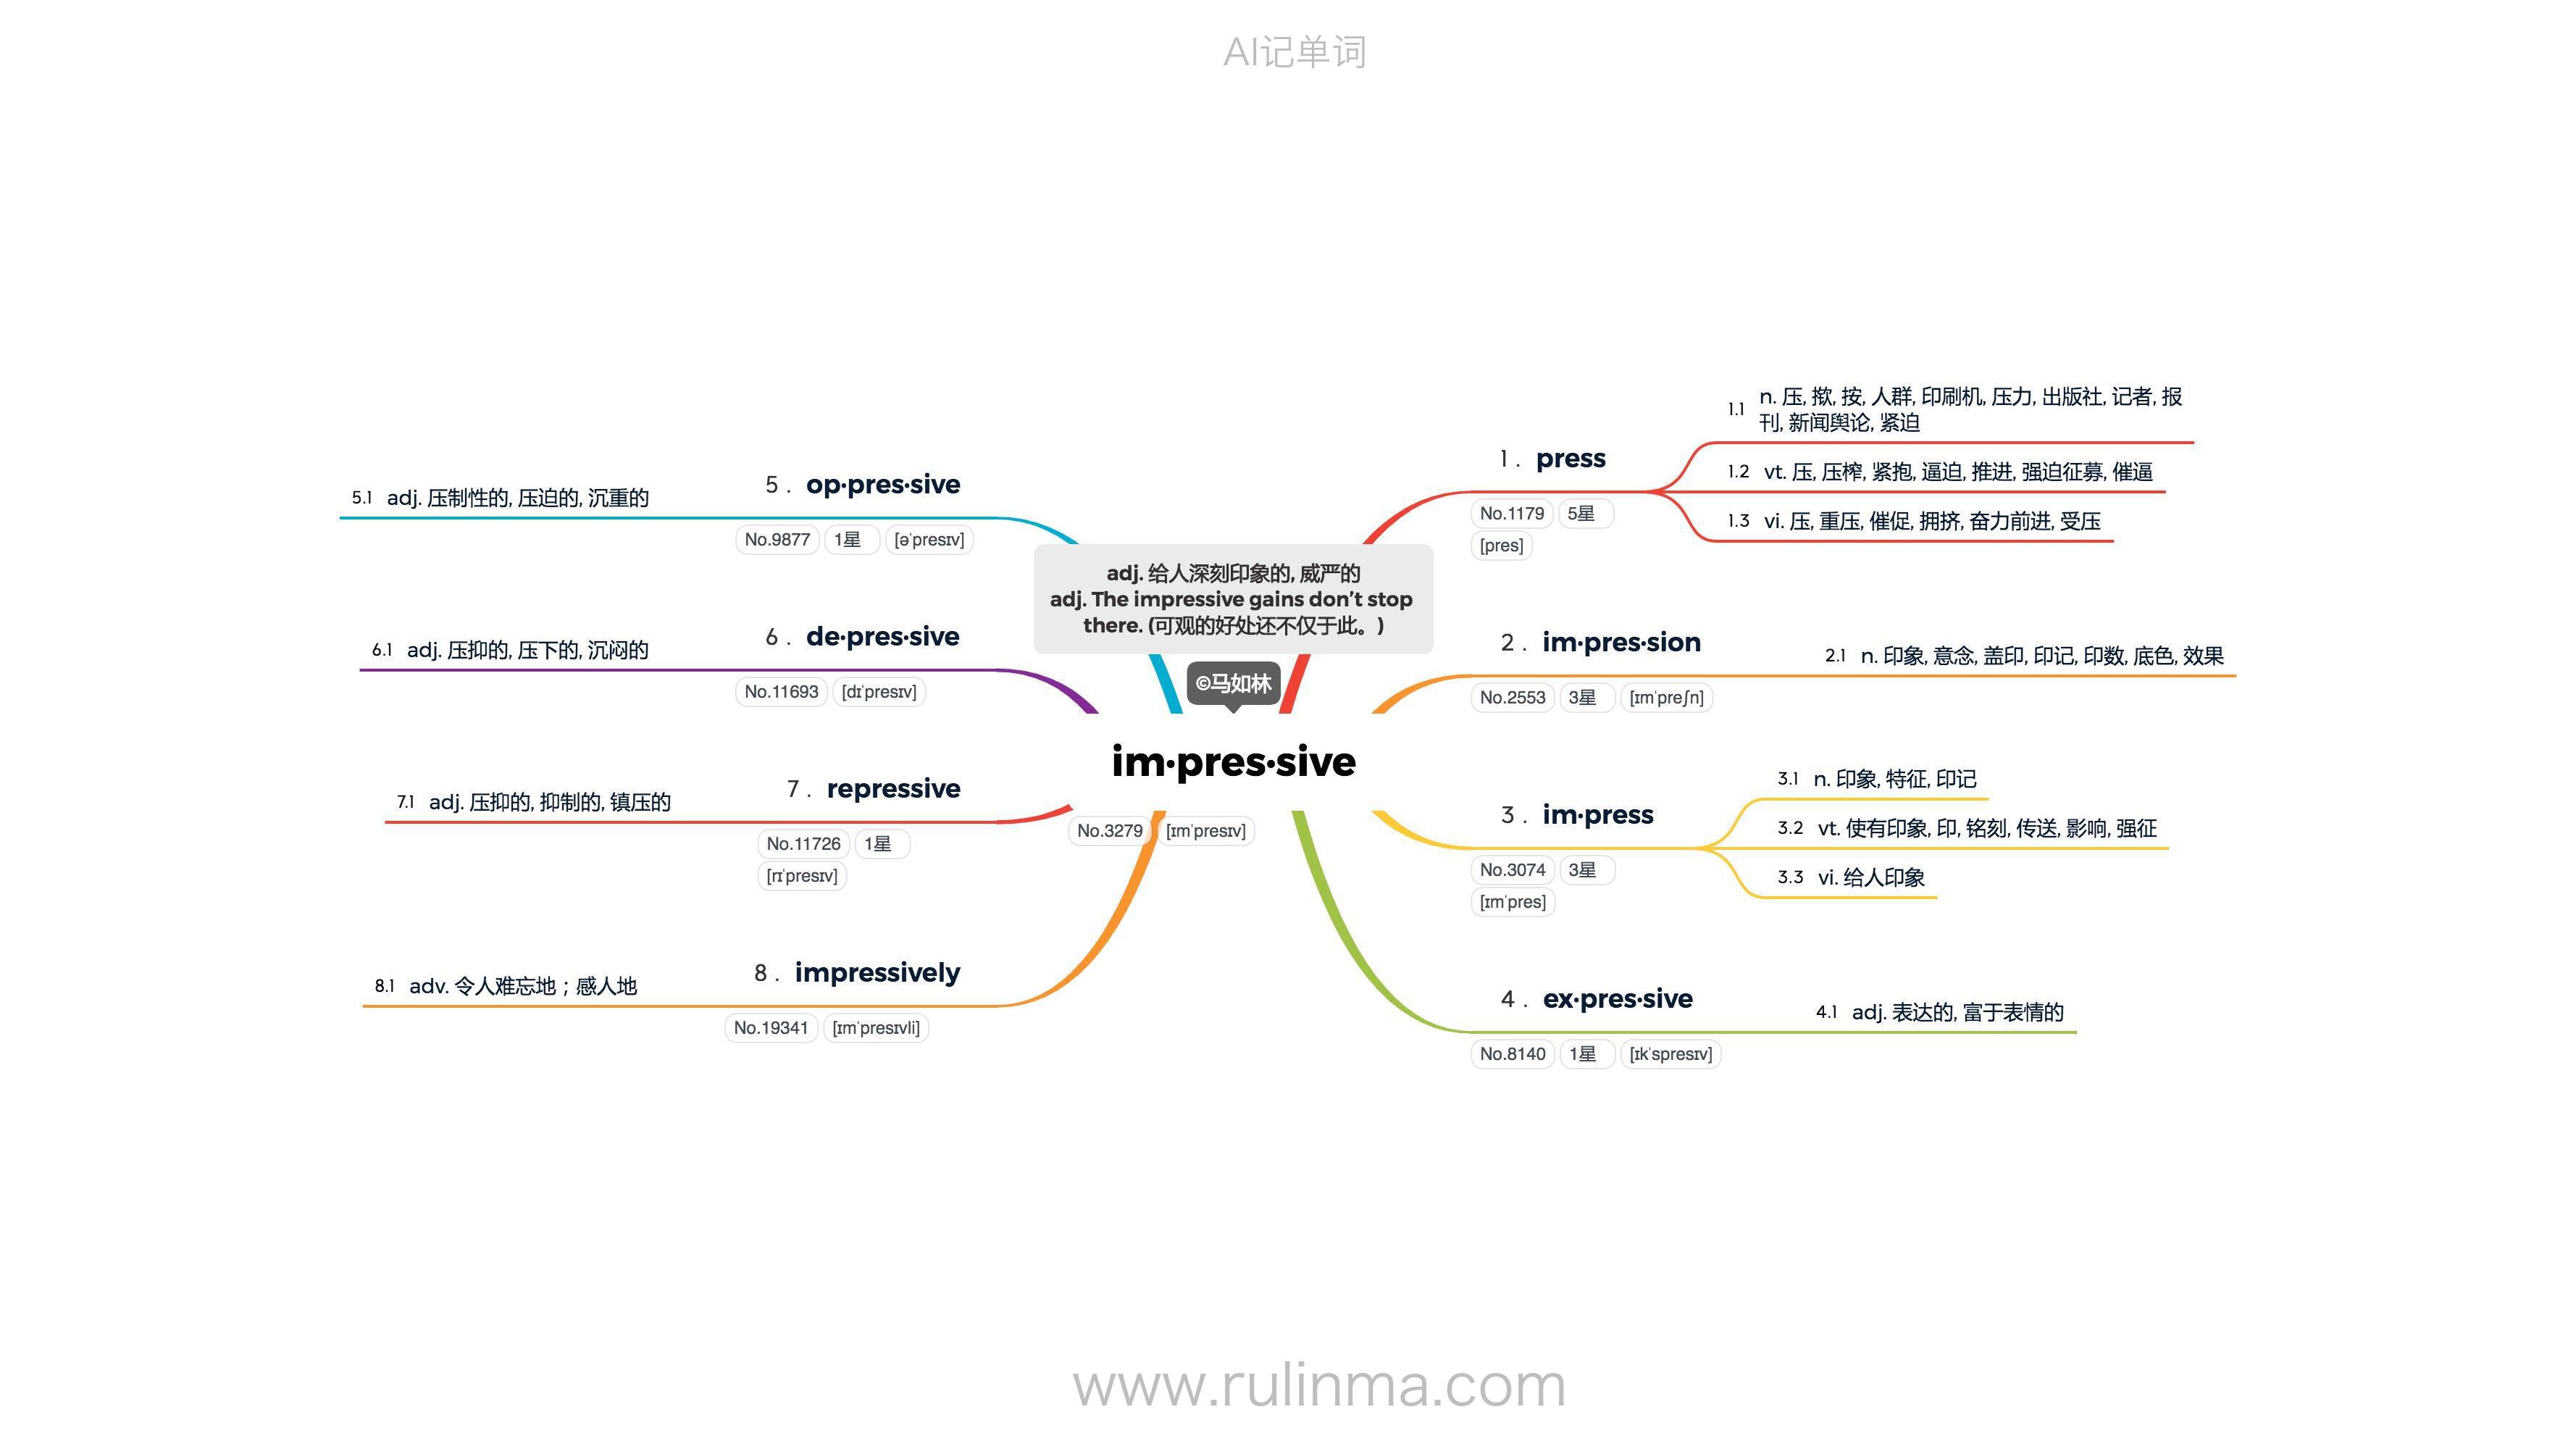 AI记单词
adj. 给人深刻印象的, 威严的
adj. The impressive gains don’t stop
there. (可观的好处还不仅于此。)
©马如林
im·pres·sive
No.3279 [ɪmˈpresɪv]
1 . press
No.1179 5星
[pres]
1.1 n. 压, 揿, 按, 人群, 印刷机, 压力, 出版社, 记者, 报
刊, 新闻舆论, 紧迫
1.2 vt. 压, 压榨, 紧抱, 逼迫, 推进, 强迫征募, 催逼
1.3 vi. 压, 重压, 催促, 拥挤, 奋力前进, 受压
2 . im·pres·sion
No.2553 3星 [ɪmˈpreʃn]
2.1 n. 印象, 意念, 盖印, 印记, 印数, 底色, 效果
3 . im·press
No.3074 3星
[ɪmˈpres]
3.1 n. 印象, 特征, 印记
3.2 vt. 使有印象, 印, 铭刻, 传送, 影响, 强征
3.3 vi. 给人印象
4 . ex·pres·sive
No.8140 1星 [ɪkˈspresɪv]
4.1 adj. 表达的, 富于表情的
5 . op·pres·sive
No.9877 1星 [əˈpresɪv]
5.1 adj. 压制性的, 压迫的, 沉重的
6 . de·pres·sive
No.11693 [dɪˈpresɪv]
6.1 adj. 压抑的, 压下的, 沉闷的
7 . repressive
No.11726 1星
[rɪˈpresɪv]
7.1 adj. 压抑的, 抑制的, 镇压的
8 . impressively
No.19341 [ɪmˈpresɪvli]
8.1 adv. 令人难忘地；感人地
www.rulinma.com